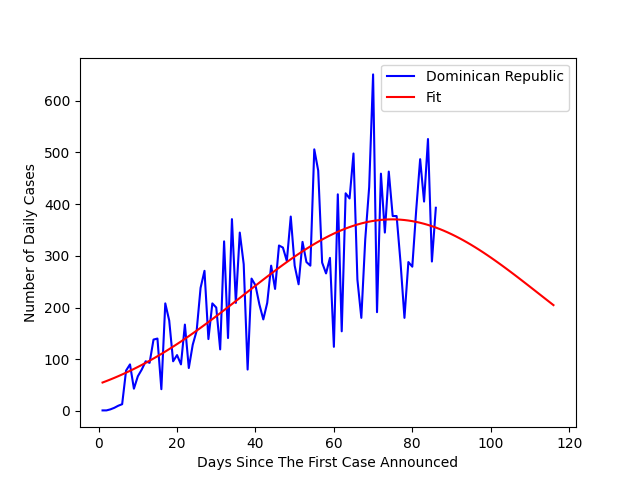 Dominican Republic
Fit
Number of Daily Cases
600
500
400
300
200
100
0
0 20 40 60 80 100 120
Days Since The First Case Announced